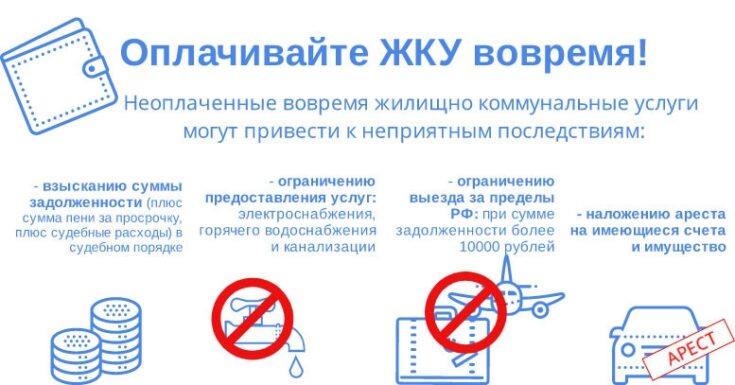 Оплачивайте ЖКУ вовремя!
Неоплаченные вовремя жилищно коммунальные услуги
могут привести к неприятным последствиям:
- взысканию суммы
задолженности (плюс
сумма пени за просрочку,
плюс судебные расходы) в
судебном порядке
- ограничению
предоставления услуг:
электроснабжения,
горячего водоснабжения
и канализации
- ограничению
выезда за пределы
РФ: при сумме
задолженности более
10000 рублей
- наложению ареста
на имеющиеся счета
и имущество
АРЕСТ